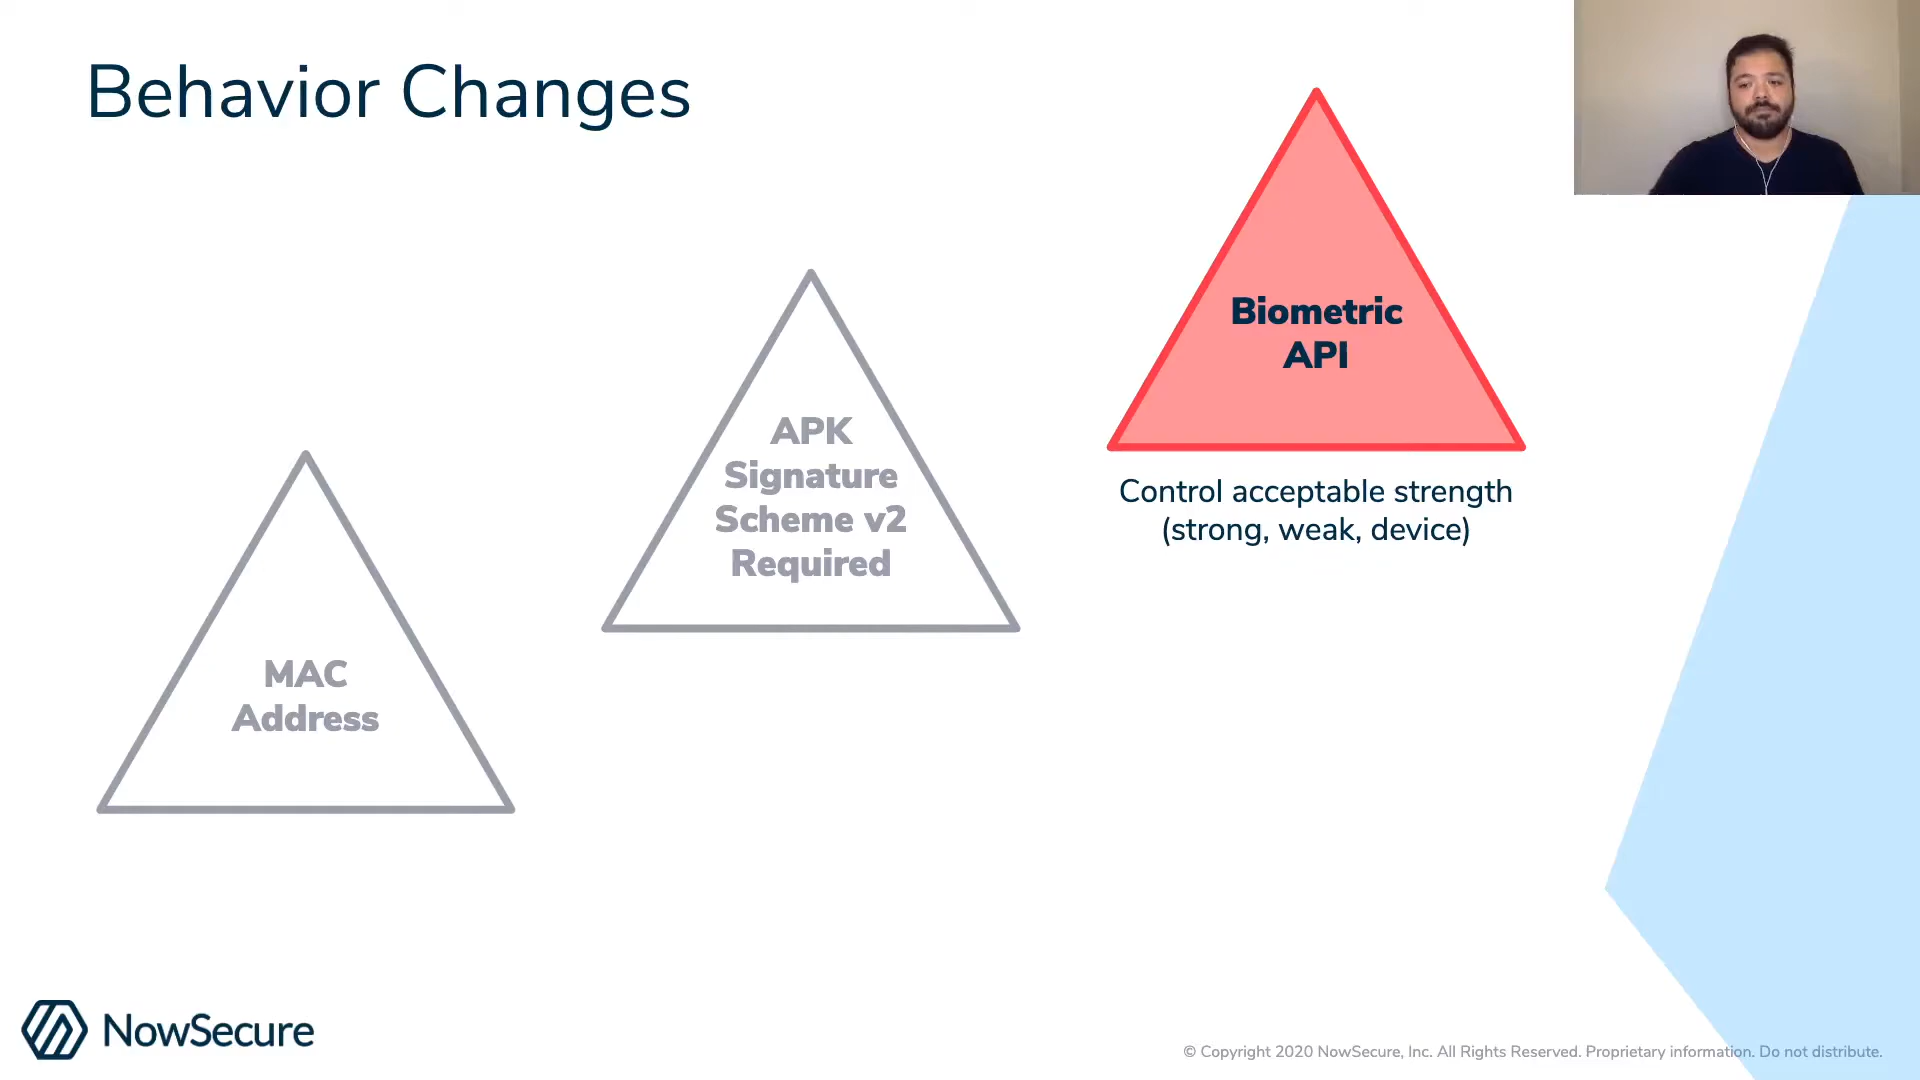 Behavior Changes
MAC
Address
APK
Signature
Scheme v2
Required
Biometric
API
Control acceptable strength
(strong, weak, device)
NowSecure
© Copyright 2020 NowSecure, Inc. All Rights Reserved. Proprietary information. Do not distribute.